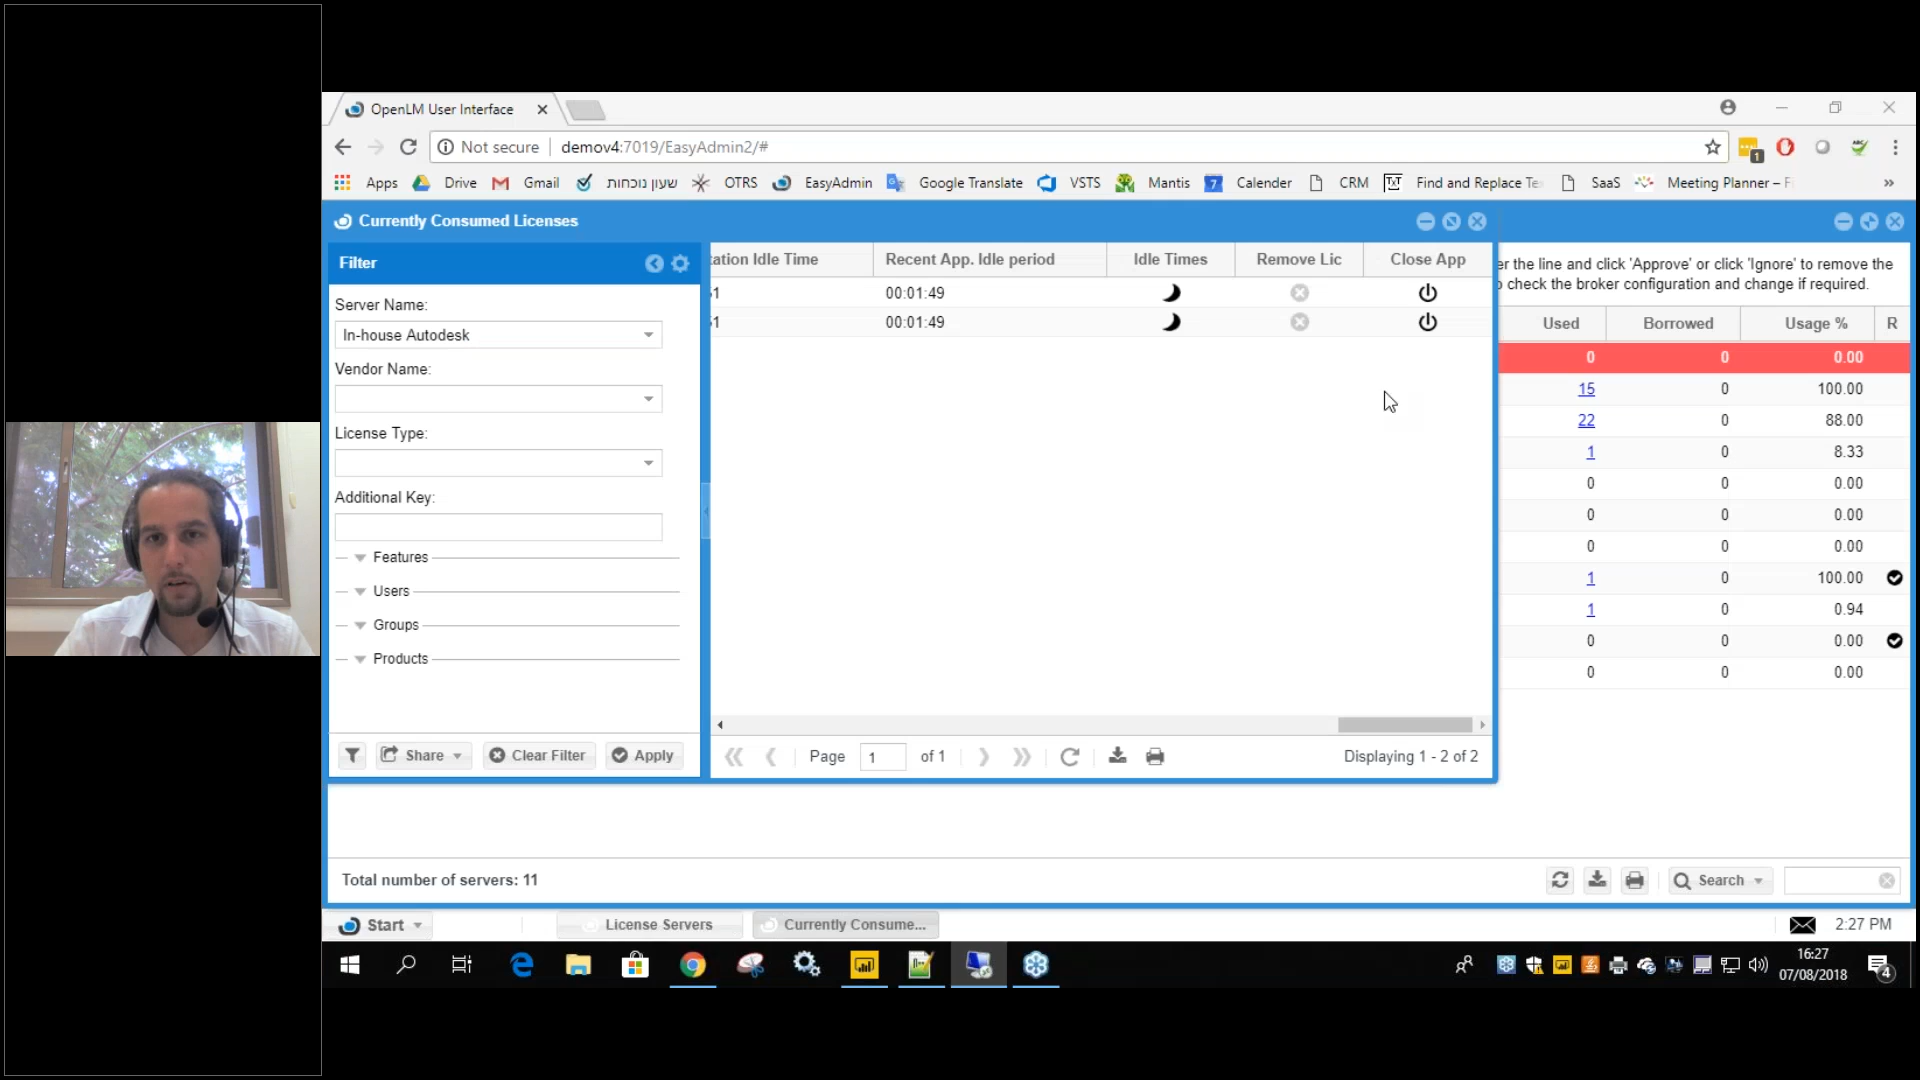 OpenLM User Interface
Not secure demov4:7019/EasyAdmin2/#
Apps Drive Gmail שעון נוכחות OTRS EasyAdmin Google Translate VSTS Mantis 7 Calender CRM Find and Replace Te SaaS Meeting Planner – F »
Currently Consumed Licenses
Filter
Server Name:
In-house Autodesk
Vendor Name:
License Type:
Additional Key:
Features
Users
Groups
Products
Share Clear Filter Apply
ation Idle Time Recent App. Idle period Idle Times Remove Lic Close App
51 00:01:49
51 00:01:49
Page 1 of 1 Displaying 1 - 2 of 2
er the line and click 'Approve' or click 'Ignore' to remove the
o check the broker configuration and change if required.
Used Borrowed Usage % R
0 0 0.00
15 0 100.00
22 0 88.00
1 0 8.33
0 0 0.00
0 0 0.00
0 0 0.00
1 0 100.00
1 0 0.94
0 0 0.00
0 0 0.00
Total number of servers: 11
Search
Start License Servers Currently Consume... 2:27 PM
16:27
07/08/2018
4